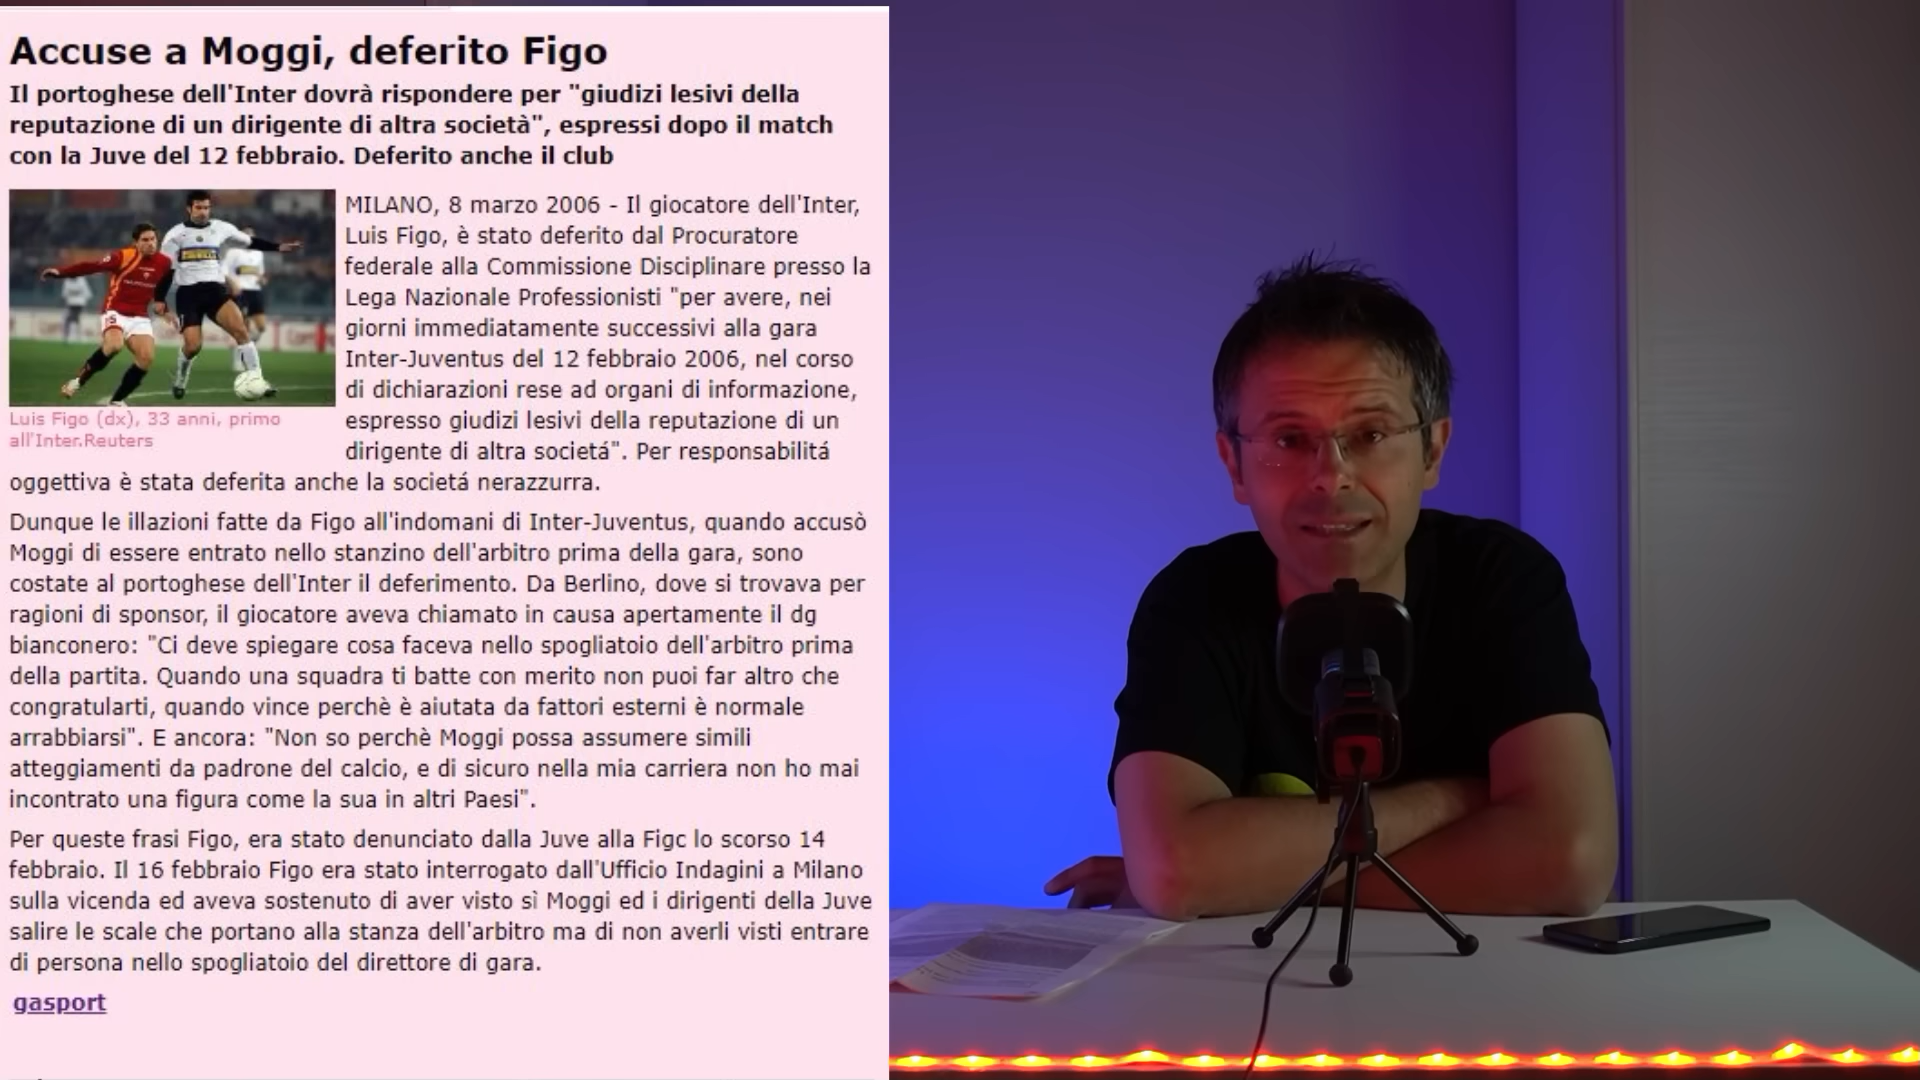 Accuse a Moggi, deferito Figo
Il portoghese dell'Inter dovrà rispondere per "giudizi lesivi della
reputazione di un dirigente di altra società", espressi dopo il match
con la Juve del 12 febbraio. Deferito anche il club
MILANO, 8 marzo 2006 - Il giocatore dell'Inter,
Luis Figo, è stato deferito dal Procuratore
federale alla Commissione Disciplinare presso la
Lega Nazionale Professionisti "per avere, nei
giorni immediatamente successivi alla gara
Inter-Juventus del 12 febbraio 2006, nel corso
di dichiarazioni rese ad organi di informazione,
espresso giudizi lesivi della reputazione di un
dirigente di altra societá". Per responsabilitá
oggettiva è stata deferita anche la societá nerazzurra.
Luis Figo (dx), 33 anni, primo
all'Inter.Reuters
Dunque le illazioni fatte da Figo all'indomani di Inter-Juventus, quando accusò
Moggi di essere entrato nello stanzino dell'arbitro prima della gara, sono
costate al portoghese dell'Inter il deferimento. Da Berlino, dove si trovava per
ragioni di sponsor, il giocatore aveva chiamato in causa apertamente il dg
bianconero: "Ci deve spiegare cosa faceva nello spogliatoio dell'arbitro prima
della partita. Quando una squadra ti batte con merito non puoi far altro che
congratularti, quando vince perchè è aiutata da fattori esterni è normale
arrabbiarsi". E ancora: "Non so perchè Moggi possa assumere simili
atteggiamenti da padrone del calcio, e di sicuro nella mia carriera non ho mai
incontrato una figura come la sua in altri Paesi".
Per queste frasi Figo, era stato denunciato dalla Juve alla Figc lo scorso 14
febbraio. Il 16 febbraio Figo era stato interrogato dall'Ufficio Indagini a Milano
sulla vicenda ed aveva sostenuto di aver visto sì Moggi ed i dirigenti della Juve
salire le scale che portano alla stanza dell'arbitro ma di non averli visti entrare
di persona nello spogliatoio del direttore di gara.
gasport